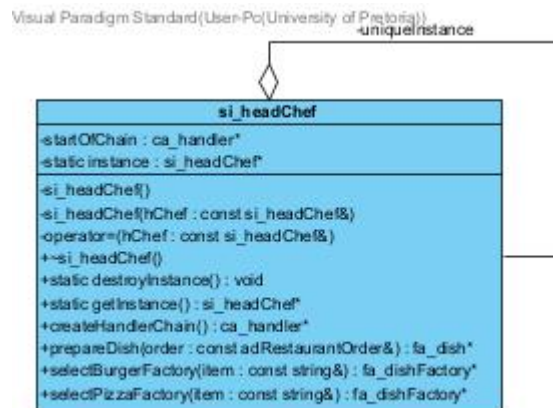 Visual Paradigm Standard(User-Pc(University of Pretoria))
-uniqueInstance
si_headChef
-startOfChain : ca_handler*
-static instance : si_headChef*
-si_headChef()
-si_headChef(hChef : const si_headChef&)
-operator=(hChef : const si_headChef&)
+~si_headChef()
+static destroyInstance() : void
+static getInstance() : si_headChef*
+createHandlerChain() : ca_handler*
+prepareDish(order : const adRestaurantOrder&) : fa_dish*
+selectBurgerFactory(item : const string&) : fa_dishFactory*
+selectPizzaFactory(item : const string&) : fa_dishFactory*